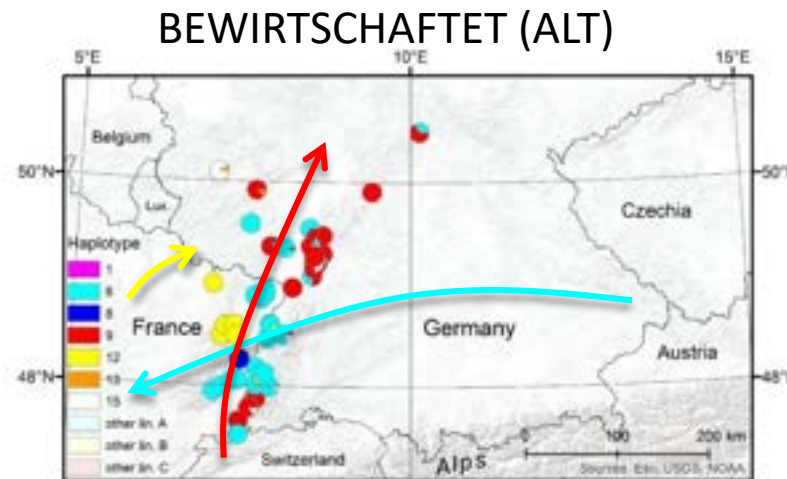 BEWIRTSCHAFTET (ALT)
5°E 10°E 15°E
Belgium
50°N 50°
Lux.
Czechia
Haplotype
1
6
8
9
12
13
15
other lin. A
other lin. B
other lin. C
France
Germany
Austria
48°N 48°N
0 100 200 km
Switzerland
Alps
Sources: Esri, USGS, NOAA